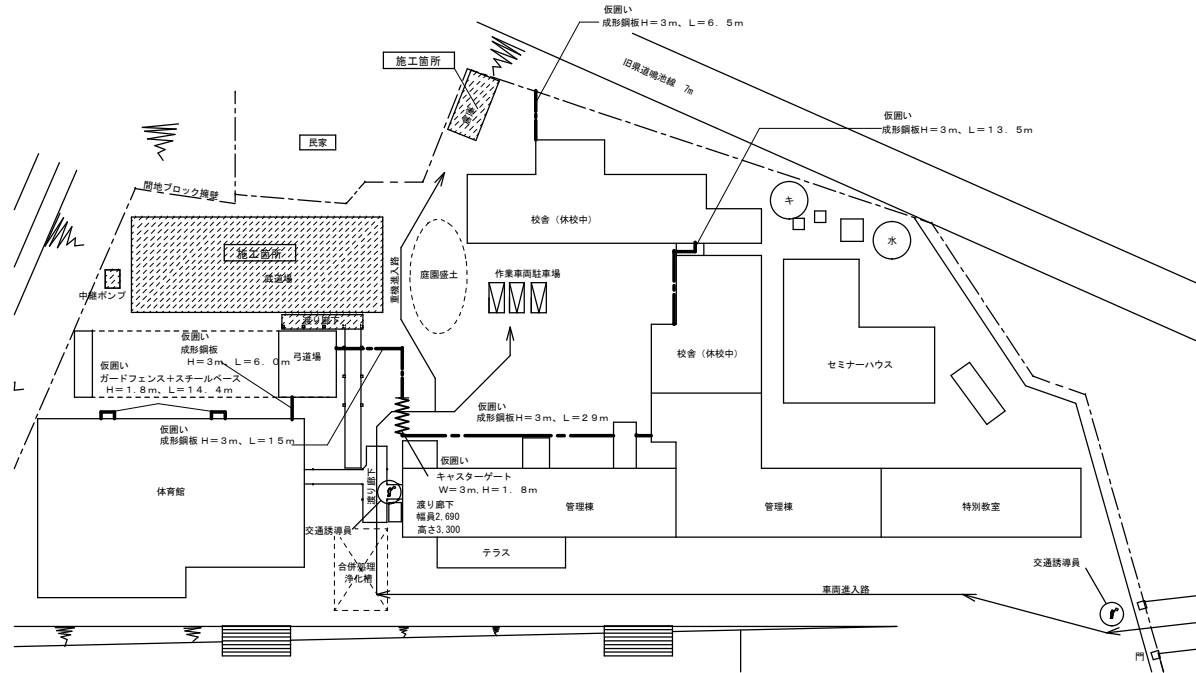 仮囲い
成形鋼板H=3m、L=6.5m
施工箇所
旧県道鳴池線 7m
仮囲い
成形鋼板H=3m、L=13.5m
民家
間地ブロック擁壁
キ
校舎（休校中）
水
施工箇所
武道場
重機進入路
庭園盛土
作業車両駐車場
中継ポンプ
渡り廊下
仮囲い
成形鋼板
H=3m、L=6.0m
弓道場
校舎（休校中）
セミナーハウス
仮囲い
ガードフェンス+スチールベース
H=1.8m、L=14.4m
仮囲い
成形鋼板H=3m、L=29m
仮囲い
成形鋼板H=3m、L=15m
仮囲い
キャスターゲート
W=3m,H=1.8m
体育館
渡り廊下
渡り廊下
幅員2,690
高さ3,300
管理棟
管理棟
特別教室
交通誘導員
テラス
合併処理
浄化槽
交通誘導員
車両進入路
門